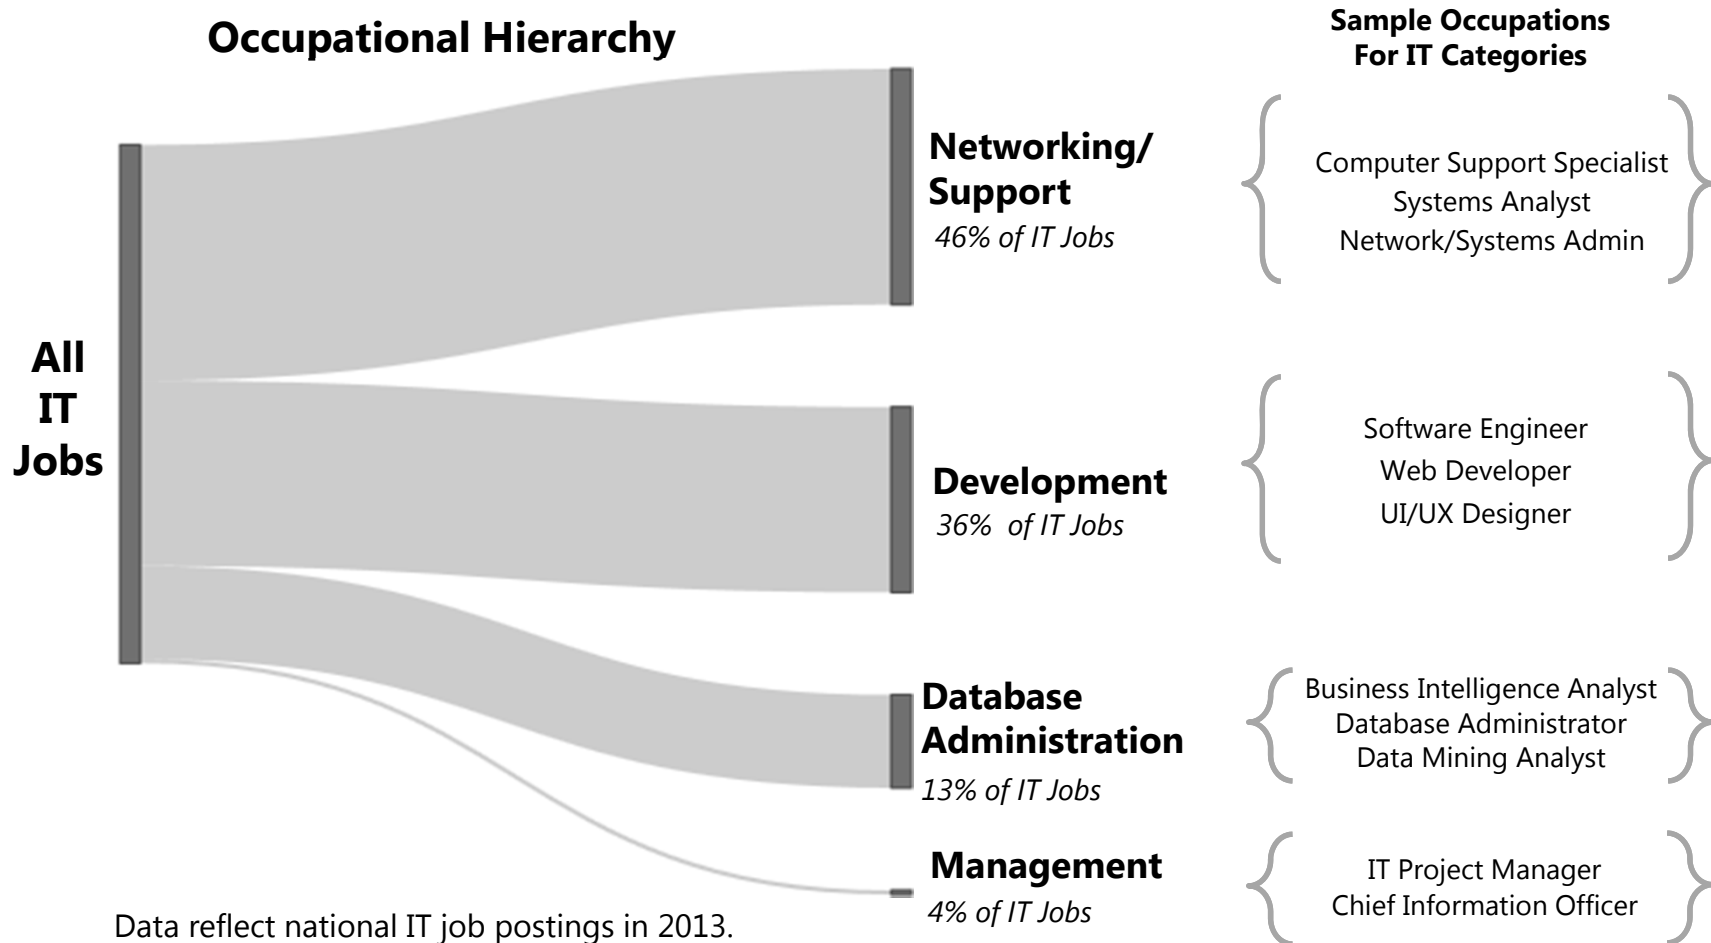 Occupational Hierarchy
Sample Occupations
For IT Categories
All
IT
Jobs
Networking/
Support
46% of IT Jobs
Computer Support Specialist
Systems Analyst
Network/Systems Admin
Development
36%  of IT Jobs
Software Engineer
Web Developer
UI/UX Designer
Database
Administration
13% of IT Jobs
Business Intelligence Analyst
Database Administrator
Data Mining Analyst
Management
4% of IT Jobs
IT Project Manager
Chief Information Officer
Data reflect national IT job postings in 2013.